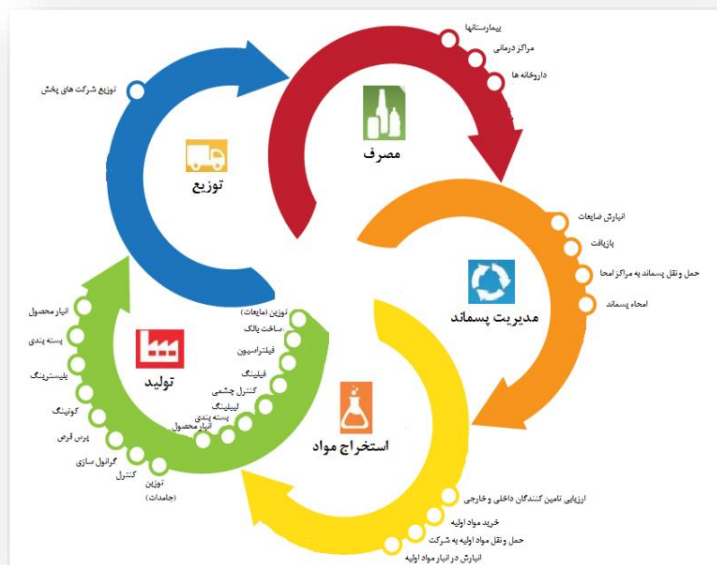 بیمارستانها
مراکز درمانی
داروخانه ها
مصرف
توزیع شرکت های پخش
توزیع
انبارش ضایعات
بازیافت
حمل و نقل پسماند به مراکز امحا
امحاء پسماند
مدیریت پسماند
توزین (مایعات)
ساخت بالک
فیلتراسیون
فیلینگ
کنترل چشمی
لیبلینگ
بسته بندی
انبار محصول
تولید
انبار محصول
بسته بندی
بلیسترینگ
کوتینگ
پرس قرص
گرانول سازی
کنترل
توزین
(جامدات)
استخراج مواد
ارزیابی تامین کنندگان داخلی و خارجی
خرید مواد اولیه
حمل و نقل مواد اولیه به شرکت
انبارش در انبار مواد اولیه